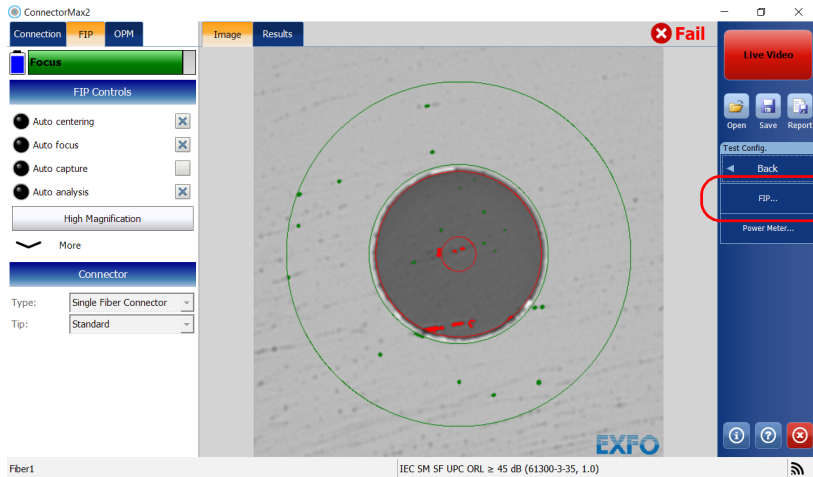 ConnectorMax2
Connection FIP OPM
Focus
FIP Controls
Auto centering
Auto focus
Auto capture
Auto analysis
High Magnification
More
Connector
Type: Single Fiber Connector
Tip: Standard
Image Results
Fail
EXFO
Live Video
Open Save Report
Test Config.
Back
FIP...
Power Meter...
Fiber1
IEC SM SF UPC ORL ≥ 45 dB (61300-3-35, 1.0)